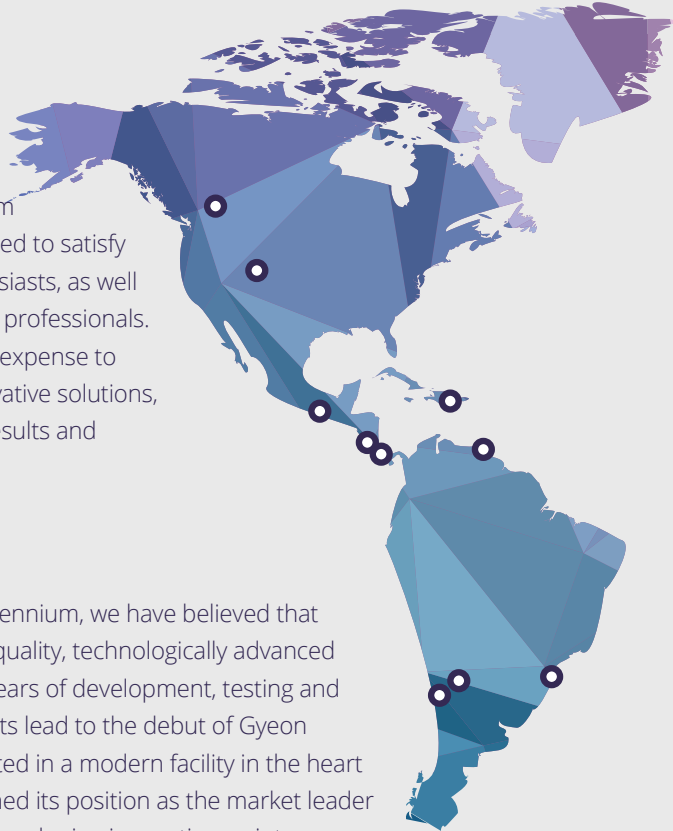 m
ed to satisfy
siasts, as well
professionals.
expense to
vative solutions,
sults and
ennium, we have believed that
quality, technologically advanced
ears of development, testing and
ts lead to the debut of Gyeon
ted in a modern facility in the heart
ned its position as the market leader